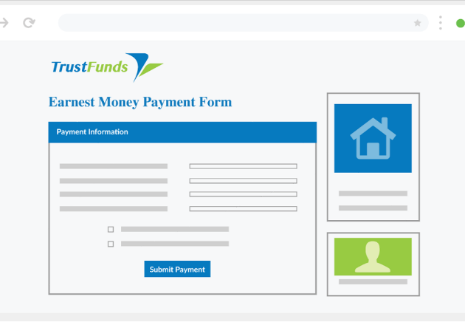 TrustFunds
Earnest Money Payment Form
Payment Information
Submit Payment